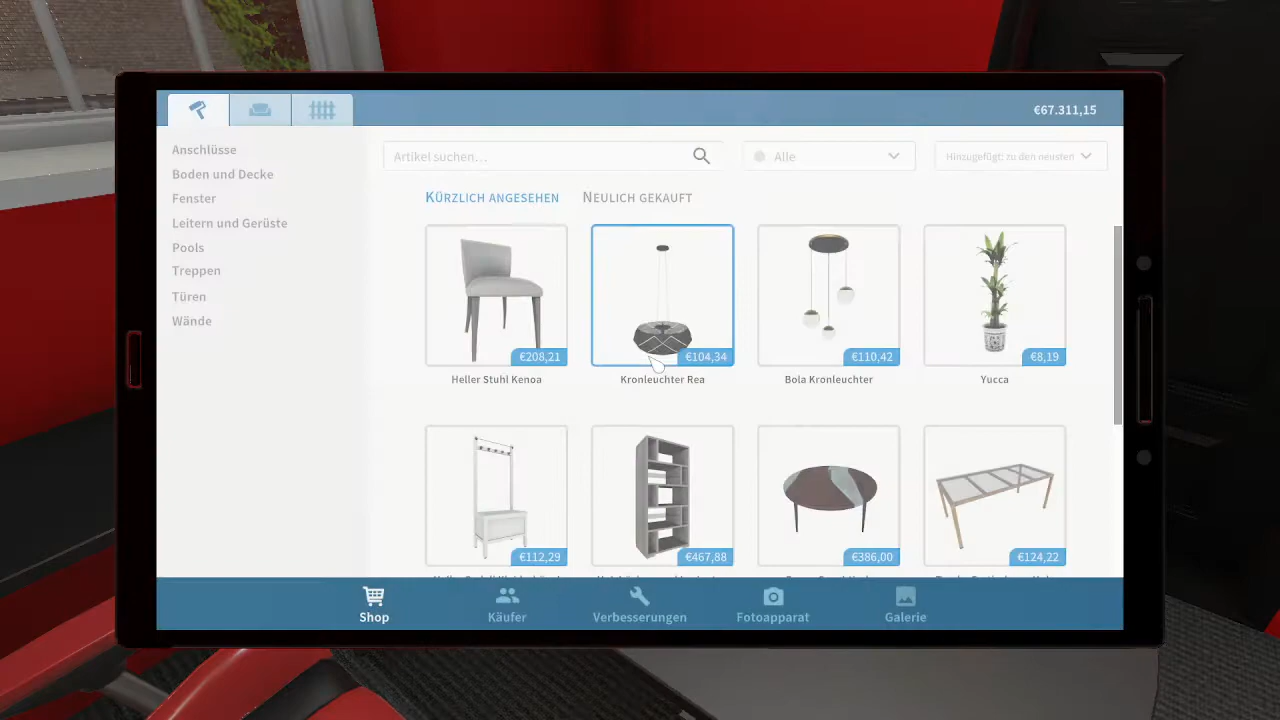 €67.311,15
Anschlüsse
Boden und Decke
Fenster
Leitern und Gerüste
Pools
Treppen
Türen
Wände
Artikel suchen...
Alle
Hinzugefügt: zu den neusten
KÜRZLICH ANGESEHEN
NEULICH GEKAUFT
€208,21
€104,34
€110,42
€8,19
Heller Stuhl Kenoa
Kronleuchter Rea
Bola Kronleuchter
Yucca
€112,29
€467,88
€386,00
€124,22
Shop
Käufer
Verbesserungen
Fotoapparat
Galerie